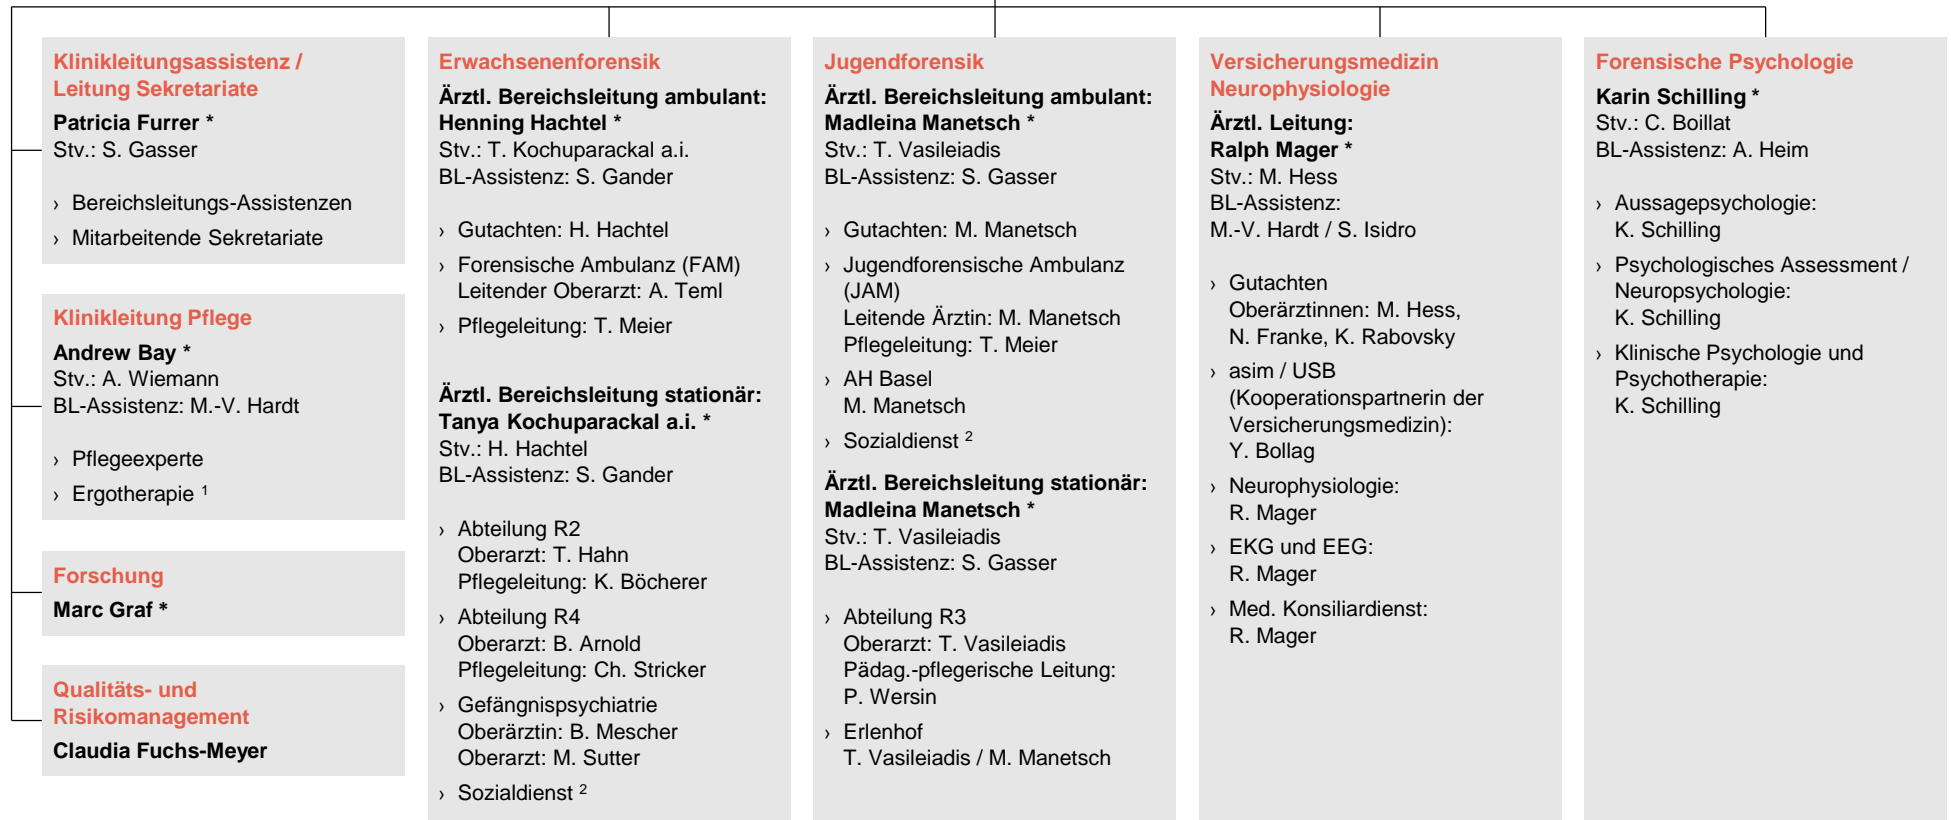 Klinikleitungsassistenz /
Leitung Sekretariate
Patricia Furrer *
Stv.: S. Gasser
› Bereichsleitungs-Assistenzen
› Mitarbeitende Sekretariate
Klinikleitung Pflege
Andrew Bay *
Stv.: A. Wiemann
BL-Assistenz: M.-V. Hardt
› Pflegeexperte
› Ergotherapie ¹
Forschung
Marc Graf *
Qualitäts- und
Risikomanagement
Claudia Fuchs-Meyer
Erwachsenenforensik
Ärztl. Bereichsleitung ambulant:
Henning Hachtel *
Stv.: T. Kochuparackal a.i.
BL-Assistenz: S. Gander
› Gutachten: H. Hachtel
› Forensische Ambulanz (FAM)
Leitender Oberarzt: A. Teml
› Pflegeleitung: T. Meier
Ärztl. Bereichsleitung stationär:
Tanya Kochuparackal a.i. *
Stv.: H. Hachtel
BL-Assistenz: S. Gander
› Abteilung R2
Oberarzt: T. Hahn
Pflegeleitung: K. Böcherer
› Abteilung R4
Oberarzt: B. Arnold
Pflegeleitung: Ch. Stricker
› Gefängnispsychiatrie
Oberärztin: B. Mescher
Oberarzt: M. Sutter
› Sozialdienst ²
Jugendforensik
Ärztl. Bereichsleitung ambulant:
Madleina Manetsch *
Stv.: T. Vasileiadis
BL-Assistenz: S. Gasser
› Gutachten: M. Manetsch
› Jugendforensische Ambulanz
(JAM)
Leitende Ärztin: M. Manetsch
Pflegeleitung: T. Meier
› AH Basel
M. Manetsch
› Sozialdienst ²
Ärztl. Bereichsleitung stationär:
Madleina Manetsch *
Stv.: T. Vasileiadis
BL-Assistenz: S. Gasser
› Abteilung R3
Oberarzt: T. Vasileiadis
Pädag.-pflegerische Leitung:
P. Wersin
› Erlenhof
T. Vasileiadis / M. Manetsch
Versicherungsmedizin
Neurophysiologie
Ärztl. Leitung:
Ralph Mager *
Stv.: M. Hess
BL-Assistenz:
M.-V. Hardt / S. Isidro
› Gutachten
Oberärztinnen: M. Hess,
N. Franke, K. Rabovsky
› asim / USB
(Kooperationspartnerin der
Versicherungsmedizin):
Y. Bollag
› Neurophysiologie:
R. Mager
› EKG und EEG:
R. Mager
› Med. Konsiliardienst:
R. Mager
Forensische Psychologie
Karin Schilling *
Stv.: C. Boillat
BL-Assistenz: A. Heim
› Aussagepsychologie:
K. Schilling
› Psychologisches Assessment /
Neuropsychologie:
K. Schilling
› Klinische Psychologie und
Psychotherapie:
K. Schilling